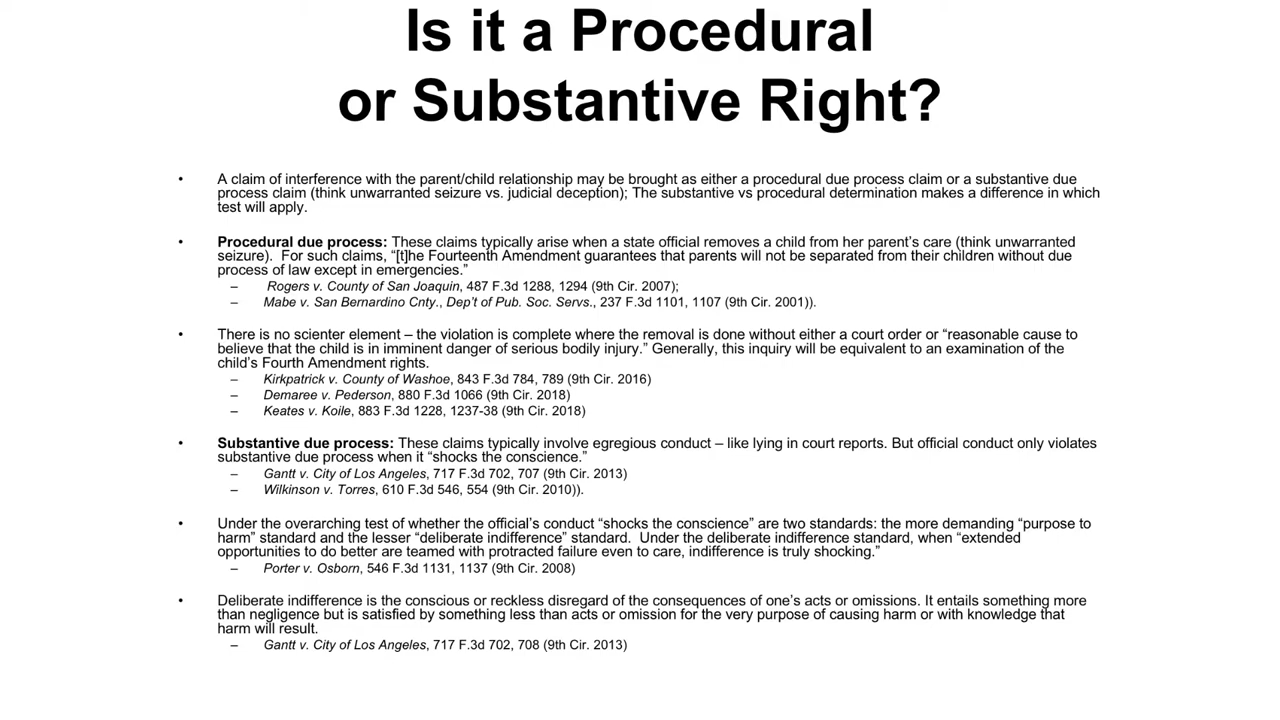 Is it a Procedural
or Substantive Right?
• A claim of interference with the parent/child relationship may be brought as either a procedural due process claim or a substantive due
process claim (think unwarranted seizure vs. judicial deception); The substantive vs procedural determination makes a difference in which
test will apply.
• Procedural due process: These claims typically arise when a state official removes a child from her parent's care (think unwarranted
seizure).  For such claims, “[t]he Fourteenth Amendment guarantees that parents will not be separated from their children without due
process of law except in emergencies.”
– Rogers v. County of San Joaquin, 487 F.3d 1288, 1294 (9th Cir. 2007);
– Mabe v. San Bernardino Cnty., Dep't of Pub. Soc. Servs., 237 F.3d 1101, 1107 (9th Cir. 2001)).
• There is no scienter element – the violation is complete where the removal is done without either a court order or “reasonable cause to
believe that the child is in imminent danger of serious bodily injury.” Generally, this inquiry will be equivalent to an examination of the
child's Fourth Amendment rights.
– Kirkpatrick v. County of Washoe, 843 F.3d 784, 789 (9th Cir. 2016)
– Demaree v. Pederson, 880 F.3d 1066 (9th Cir. 2018)
– Keates v. Koile, 883 F.3d 1228, 1237-38 (9th Cir. 2018)
• Substantive due process: These claims typically involve egregious conduct – like lying in court reports. But official conduct only violates
substantive due process when it “shocks the conscience.”
– Gantt v. City of Los Angeles, 717 F.3d 702, 707 (9th Cir. 2013)
– Wilkinson v. Torres, 610 F.3d 546, 554 (9th Cir. 2010)).
• Under the overarching test of whether the official's conduct “shocks the conscience” are two standards: the more demanding “purpose to
harm” standard and the lesser “deliberate indifference” standard.  Under the deliberate indifference standard, when “extended
opportunities to do better are teamed with protracted failure even to care, indifference is truly shocking.”
– Porter v. Osborn, 546 F.3d 1131, 1137 (9th Cir. 2008)
• Deliberate indifference is the conscious or reckless disregard of the consequences of one's acts or omissions. It entails something more
than negligence but is satisfied by something less than acts or omission for the very purpose of causing harm or with knowledge that
harm will result.
– Gantt v. City of Los Angeles, 717 F.3d 702, 708 (9th Cir. 2013)